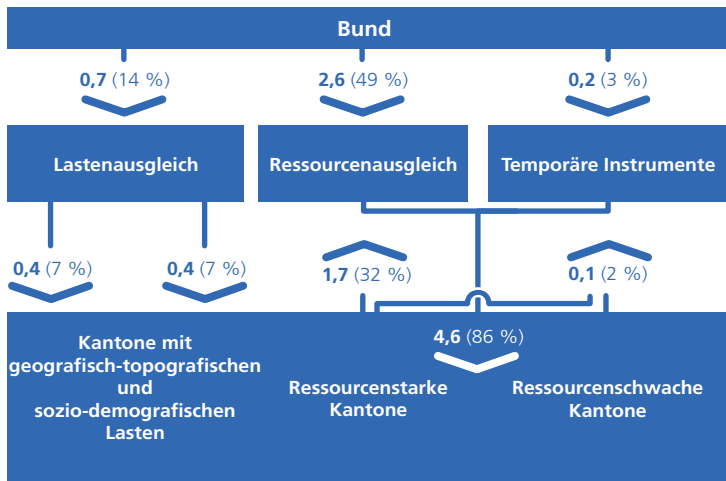 Bund
0,7 (14 %)
2,6 (49 %)
0,2 (3 %)
Lastenausgleich
Ressourcenausgleich
Temporäre Instrumente
0,4 (7 %)
0,4 (7 %)
1,7 (32 %)
0,1 (2 %)
4,6 (86 %)
Kantone mit
geografisch-topografischen
und
sozio-demografischen
Lasten
Ressourcenstarke
Kantone
Ressourcenschwache
Kantone